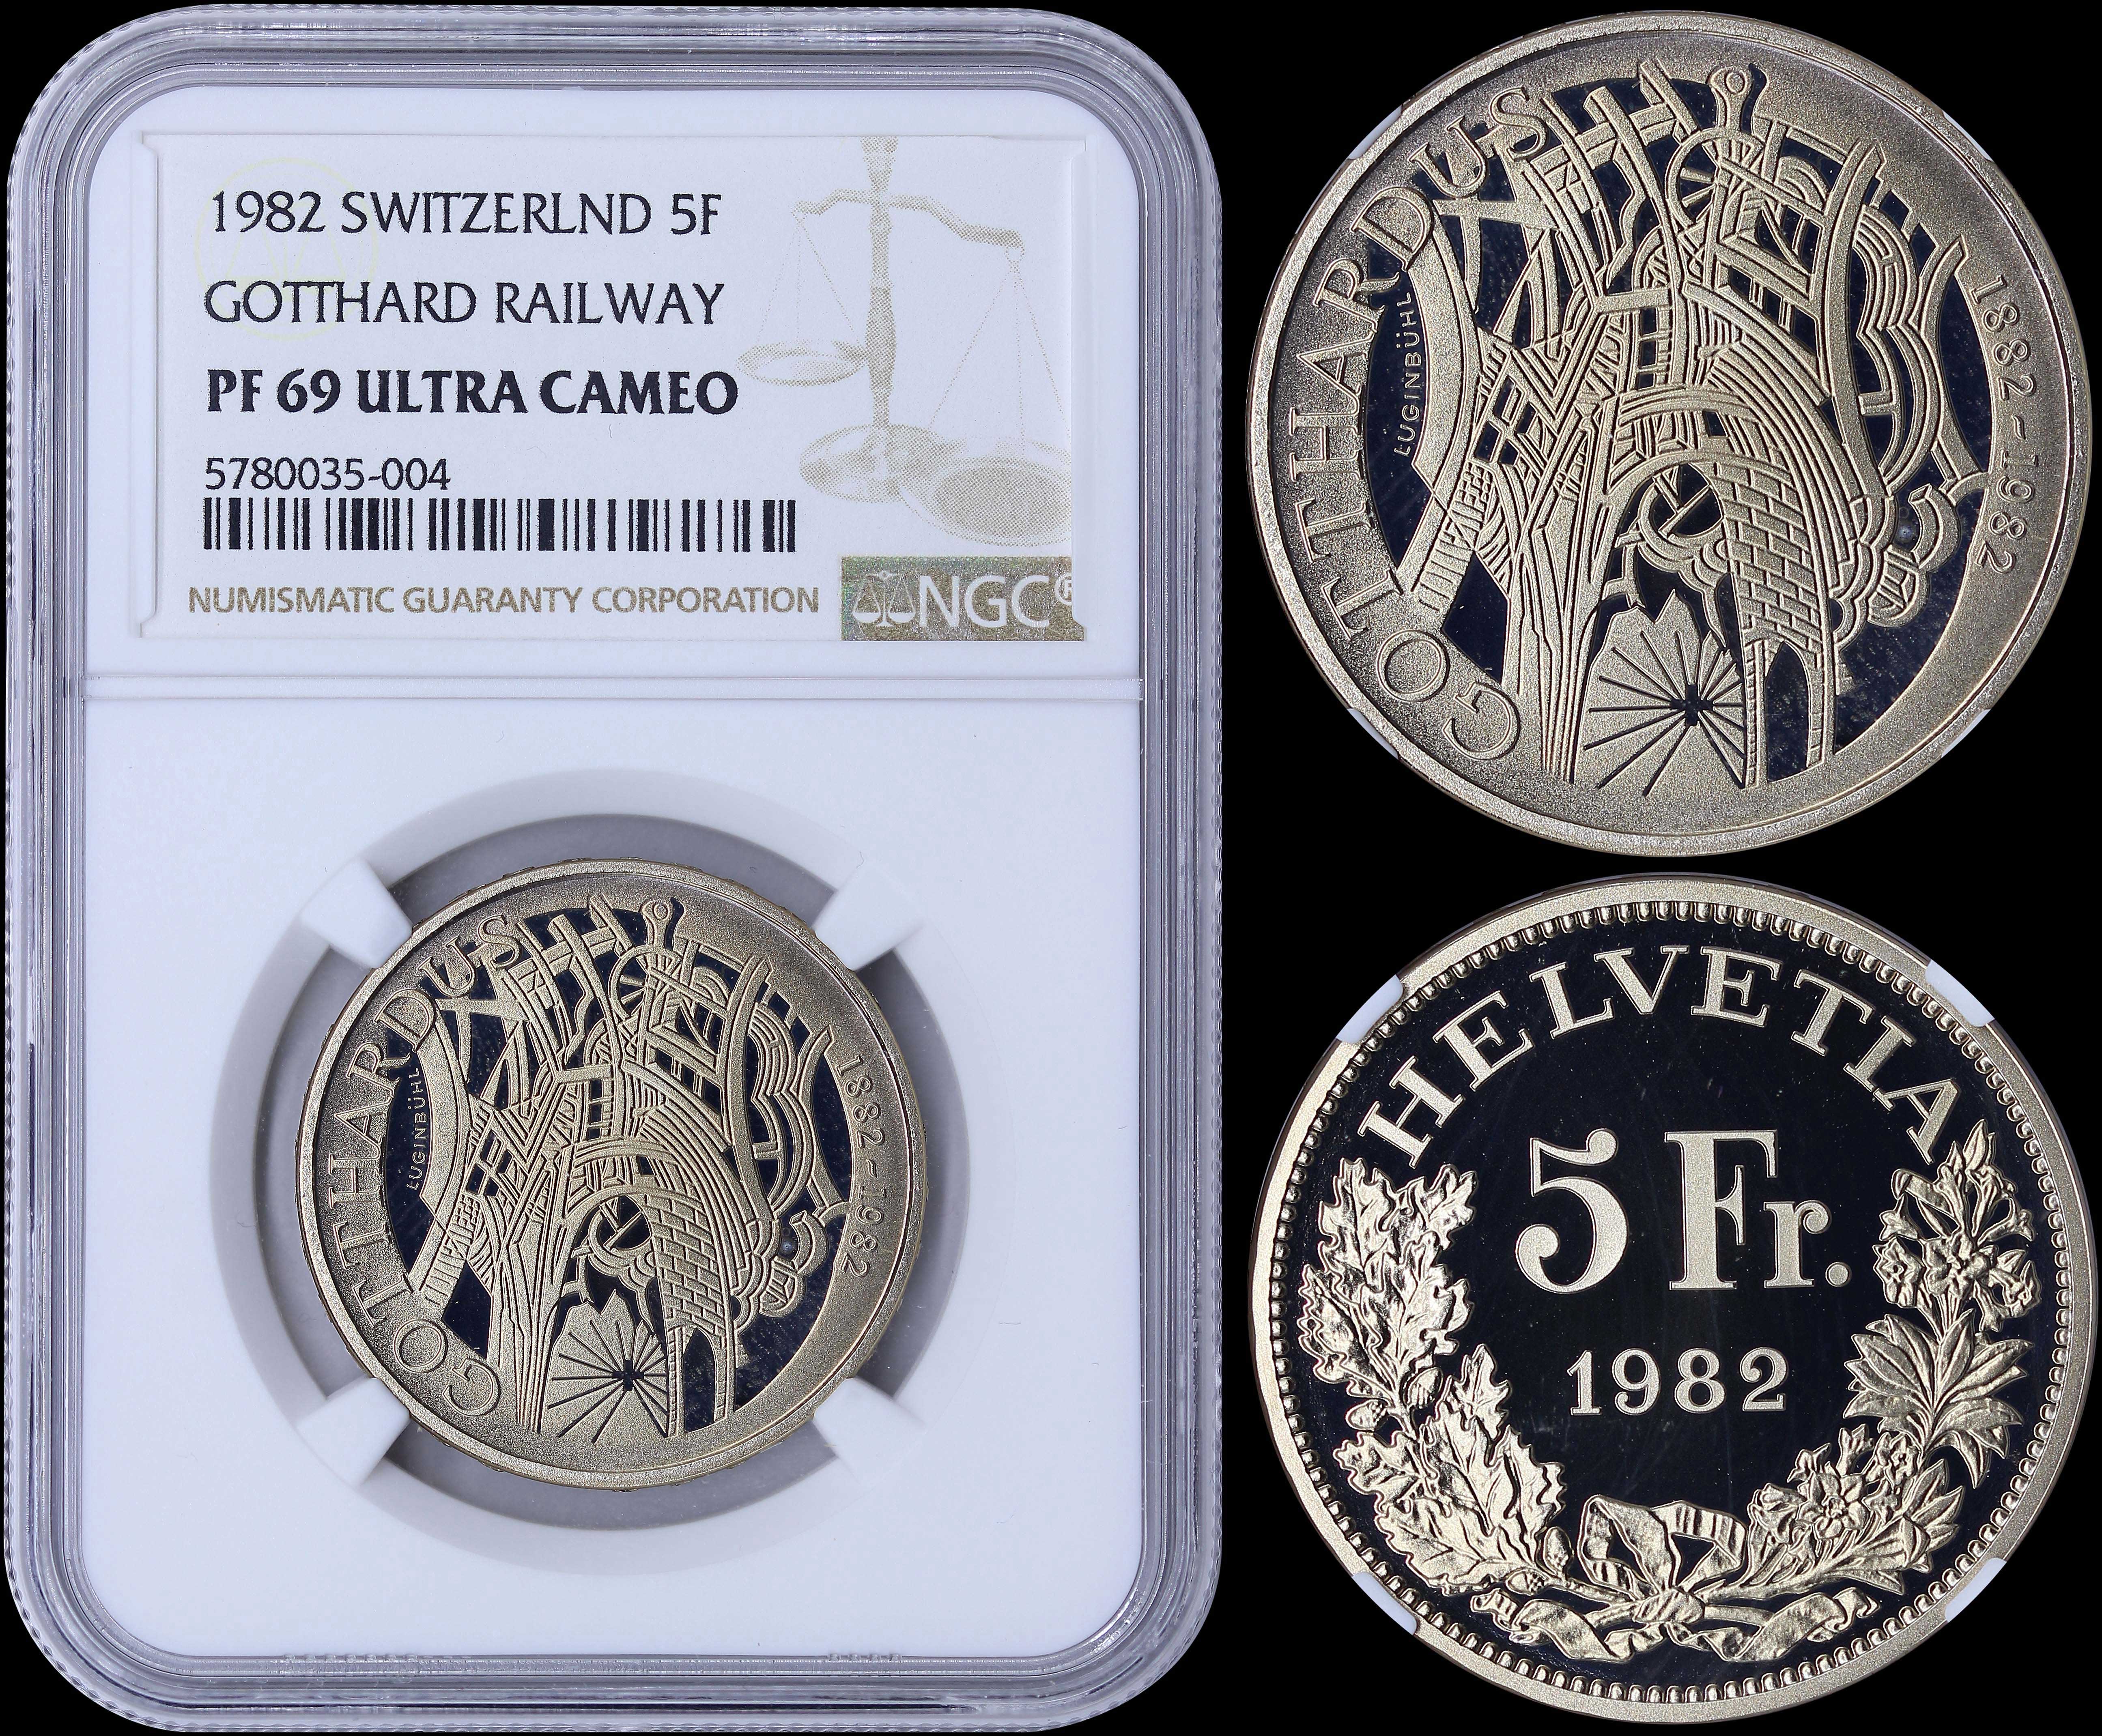 1982 SWITZERLND 5F
GOTTHARD RAILWAY
PF 69 ULTRA CAMEO
5780035-004
NUMISMATIC GUARANTY CORPORATION
NGC®
GOTTHARDUS
LUGINBÜHL
1882-1982
GOTTHARDUS
LUGINBÜHL
1882-1982
HELVETIA
5 Fr.
1982